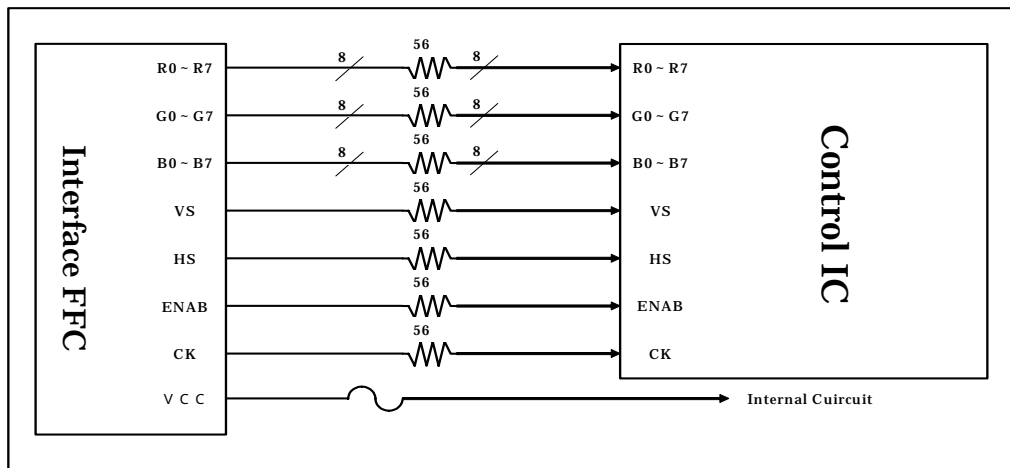 56
R0~R7 8 8 R0~R7
56
G0~G7 8 8 G0~G7
56
B0~B7 8 8 B0~B7
56
VS VS
56
HS HS
56
ENAB ENAB
56
CK CK
VCC Internal Cuircuit
Interface FFC
Control IC